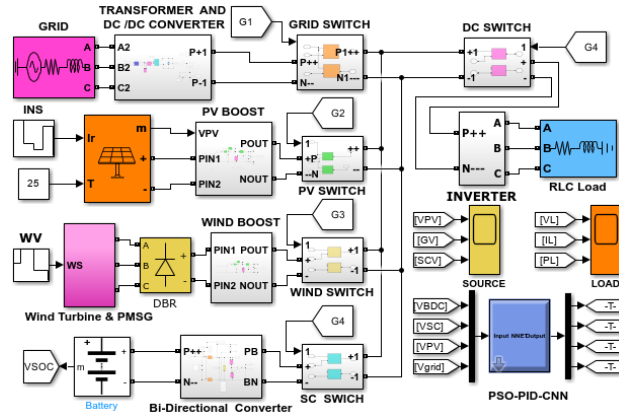 TRANSFORMER AND
DC /DC CONVERTER
GRID
G1
GRID SWITCH
DC SWITCH
A A A2
B B B2
C C C2
P+1
P-1
P++
N--
P1++
N1---
+1
-1
1
+
-
G4
INS
PV BOOST
G2
Ir
T
m
+
-
25
VPV
PIN1
PIN2
POUT
NOUT
1
+P
--N
++
--
PV SWITCH
P++
N---
A
B
C
A
B
C
RLC Load
INVERTER
WIND BOOST
G3
WV
WS
A
B
C
A
B
C
+
-
DBR
Wind Turbine & PMSG
PIN1 POUT
PIN2 NOUT
1
+
-
+1
-1
WIND SWITCH
[VPV]
[GV]
[SCV]
SOURCE
[VL]
[IL]
[PL]
LOAD
G4
VSOC
m
+
+
-
Battery
P++
N--
PB
BN
Bi-Directional Converter
1
+
-
+1
-1
SC SWICH
[VBDC]
[VSC]
[VPV]
[Vgrid]
Input NNE'Output
-T-
-T-
-T-
-T-
PSO-PID-CNN